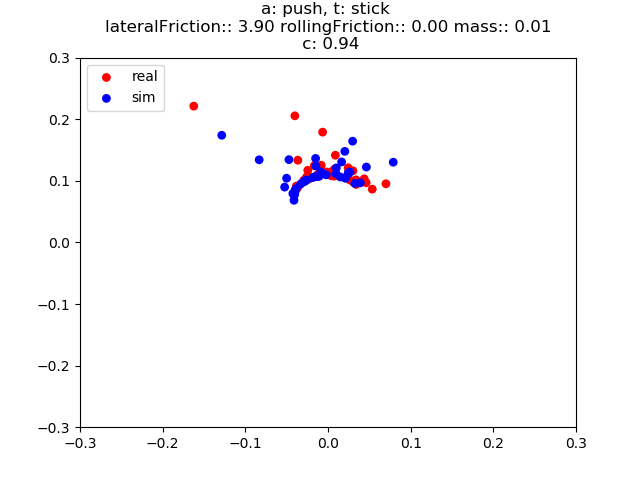 a: push, t: stick
lateralFriction:: 3.90 rollingFriction:: 0.00 mass:: 0.01
c: 0.94
real
sim
0.3
0.2
0.1
0.0
−0.1
−0.2
−0.3
−0.3 −0.2 −0.1 0.0 0.1 0.2 0.3